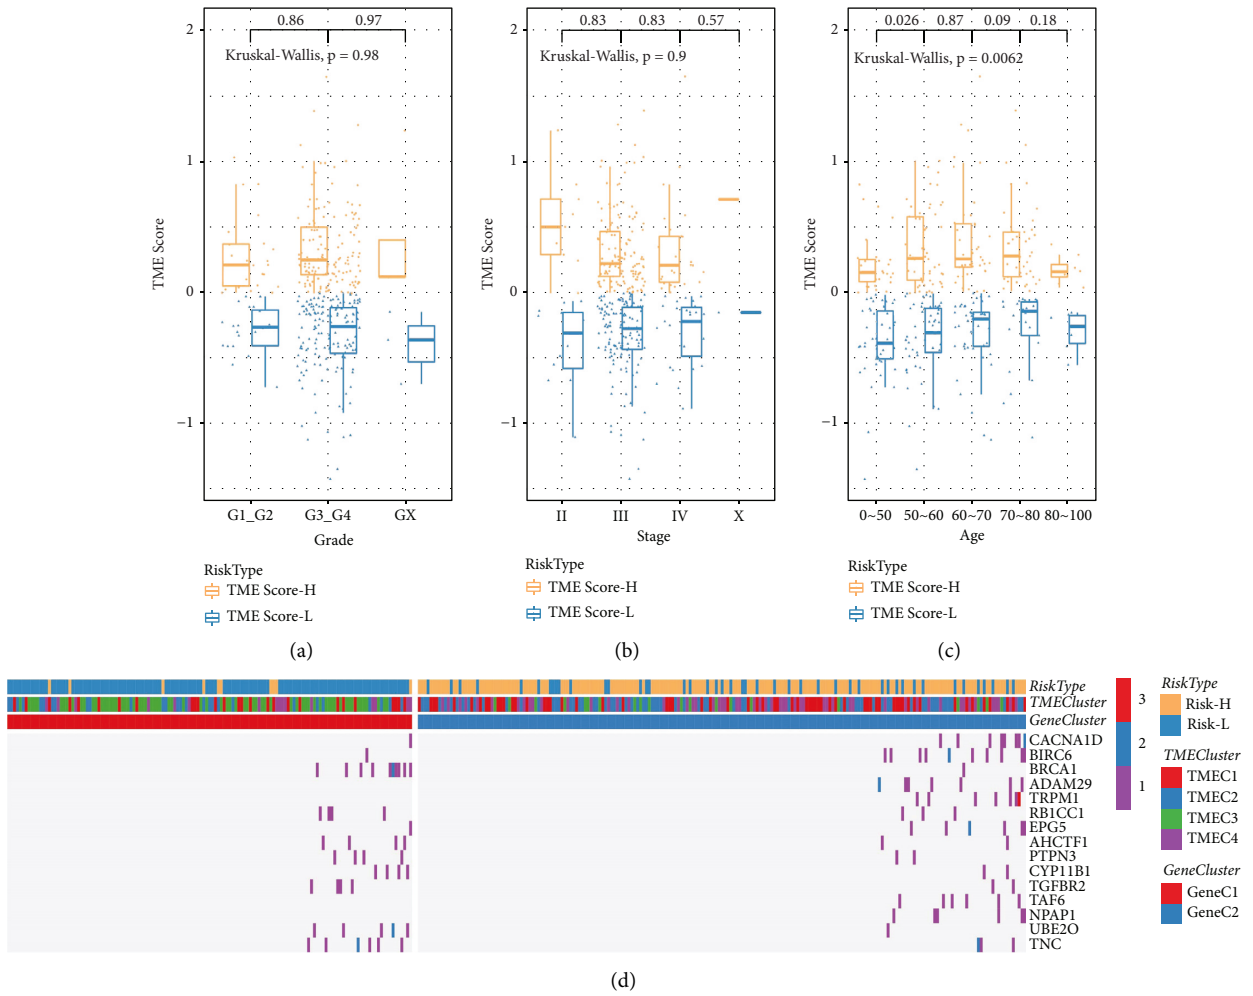 0.86 0.97
Kruskal-Wallis, p = 0.98
2
1
0
−1
TME Score
G1_G2 G3_G4 GX
Grade
RiskType
TME Score-H
TME Score-L
(a)
0.83 0.83 0.57
Kruskal-Wallis, p = 0.9
2
1
0
−1
TME Score
II III IV X
Stage
RiskType
TME Score-H
TME Score-L
(b)
0.026 0.87 0.09 0.18
Kruskal-Wallis, p = 0.0062
2
1
0
−1
TME Score
0~50 50~60 60~70 70~80 80~100
Age
RiskType
TME Score-H
TME Score-L
(c)
RiskType
TMECluster
GeneCluster
CACNA1D
BIRC6
BRCA1
ADAM29
TRPM1
RB1CC1
EPG5
AHCTF1
PTPN3
CYP11B1
TGFBR2
TAF6
NPAP1
UBE2O
TNC
3
2
1
RiskType
Risk-H
Risk-L
TMECluster
TMEC1
TMEC2
TMEC3
TMEC4
GeneCluster
GeneC1
GeneC2
(d)